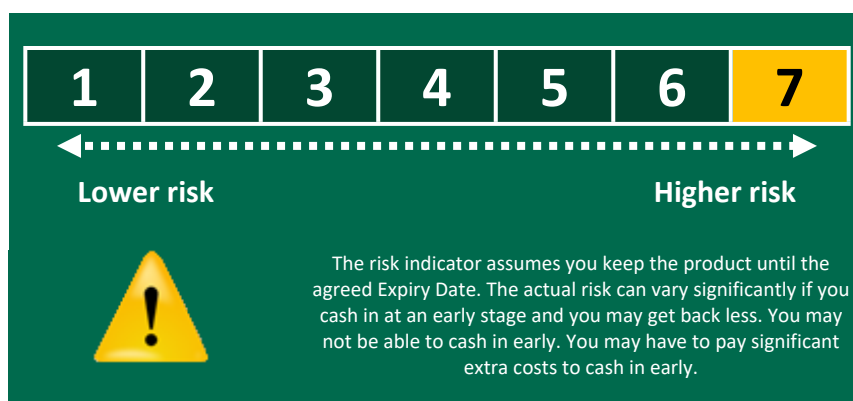 1 2 3 4 5 6 7
Lower risk Higher risk
The risk indicator assumes you keep the product until the
agreed Expiry Date. The actual risk can vary significantly if you
cash in at an early stage and you may get back less. You may
not be able to cash in early. You may have to pay significant
extra costs to cash in early.